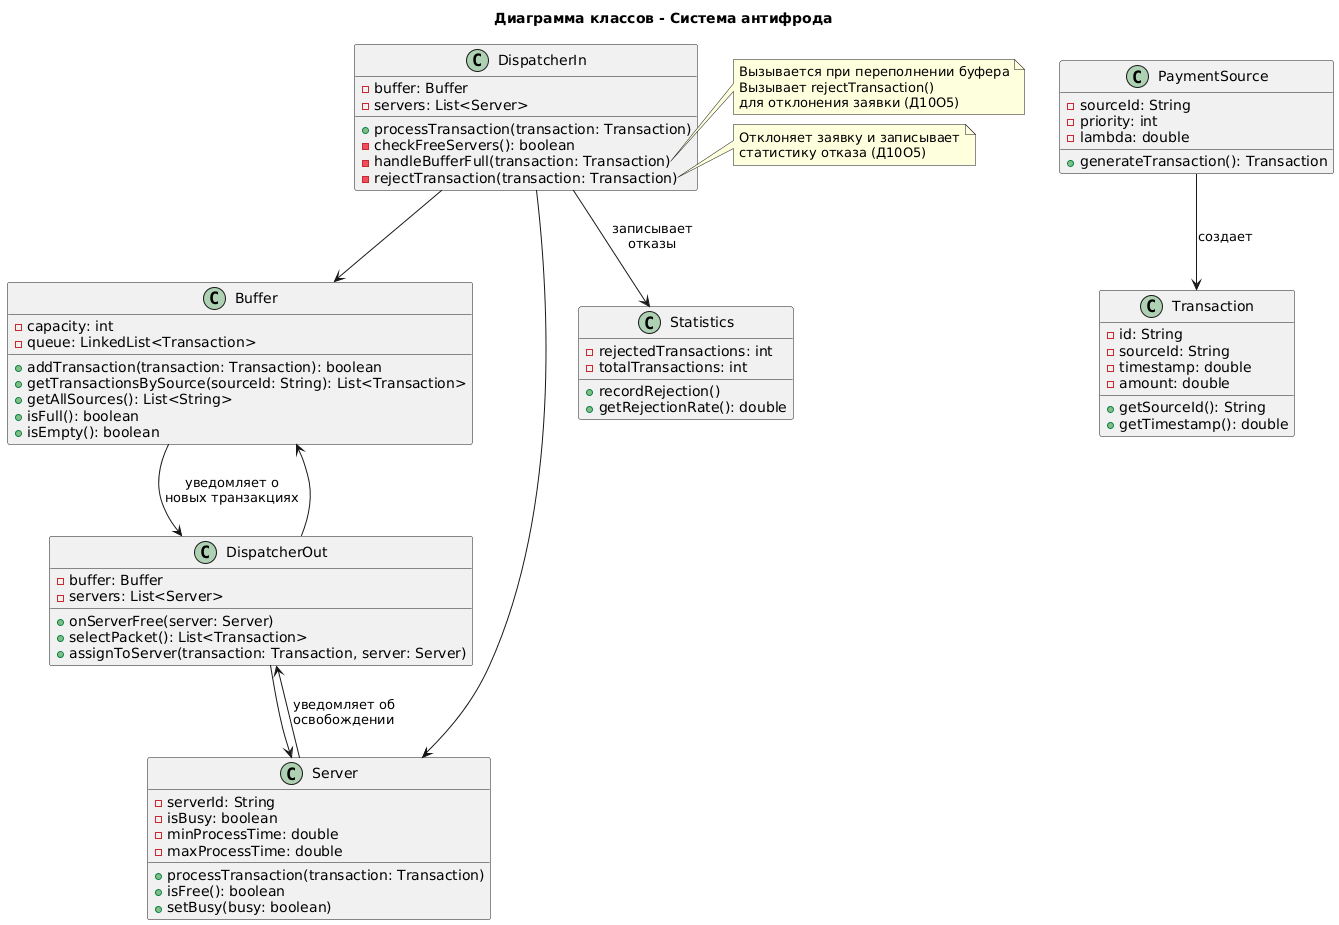 Диаграмма классов - Система антифрода
C DispatcherIn
buffer: Buffer
servers: List<Server>
processTransaction(transaction: Transaction)
checkFreeServers(): boolean
handleBufferFull(transaction: Transaction)
rejectTransaction(transaction: Transaction)
Вызывается при переполнении буфера
Вызывает rejectTransaction()
для отклонения заявки (Д10О5)
Отклоняет заявку и записывает
статистику отказа (Д10О5)
C PaymentSource
sourceId: String
priority: int
lambda: double
generateTransaction(): Transaction
записывает
отказы
создает
C Buffer
capacity: int
queue: LinkedList<Transaction>
addTransaction(transaction: Transaction): boolean
getTransactionsBySource(sourceId: String): List<Transaction>
getAllSources(): List<String>
isFull(): boolean
isEmpty(): boolean
C Statistics
rejectedTransactions: int
totalTransactions: int
recordRejection()
getRejectionRate(): double
C Transaction
id: String
sourceId: String
timestamp: double
amount: double
getSourceId(): String
getTimestamp(): double
уведомляет о
новых транзакциях
C DispatcherOut
buffer: Buffer
servers: List<Server>
onServerFree(server: Server)
selectPacket(): List<Transaction>
assignToServer(transaction: Transaction, server: Server)
уведомляет об
освобождении
C Server
serverId: String
isBusy: boolean
minProcessTime: double
maxProcessTime: double
processTransaction(transaction: Transaction)
isFree(): boolean
setBusy(busy: boolean)